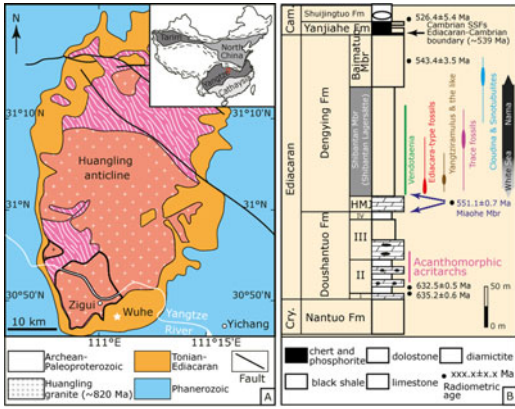 Tarim
North
China
Yangtze
Cathaysia
31°10'
Huangling
anticline
31°N
30°50'N
Zigui
Wuhe
Yangtze
River
Yichang
10 km
111°E
111°15'E
Archean-
Paleoproterozoic
Tonian-
Ediacaran
Fault
Huangling
granite (~820 Ma)
Phanerozoic
A
Cam.
Shuijingtuo Fm
Yanjiahe Fm
526.4±5.4 Ma
Cambrian SSFs
Ediacaran-Cambrian
boundary (~539 Ma)
Baimatuo
Mbr
543.4±3.5 Ma
Ediacaran
Dengying Fm
Shibantan Mbr
(Shibantan Lagerstätte)
Vendotaenia
Ediacara-type fossils
Yangtziramulus & the like
Trace fossils
Cloudina & Sinotubulites
Nama
White Sea
HMJ
551.1±0.7 Ma
Miaohe Mbr
Doushantuo Fm
IV
III
II
I
Acanthomorphic
acritarchs
632.5±0.5 Ma
635.2±0.6 Ma
50 m
0 m
Cry.
Nantuo Fm
chert and
phosphorite
dolostone
diamictite
black shale
limestone
xxx.x±x.x Ma
Radiometric
age
B